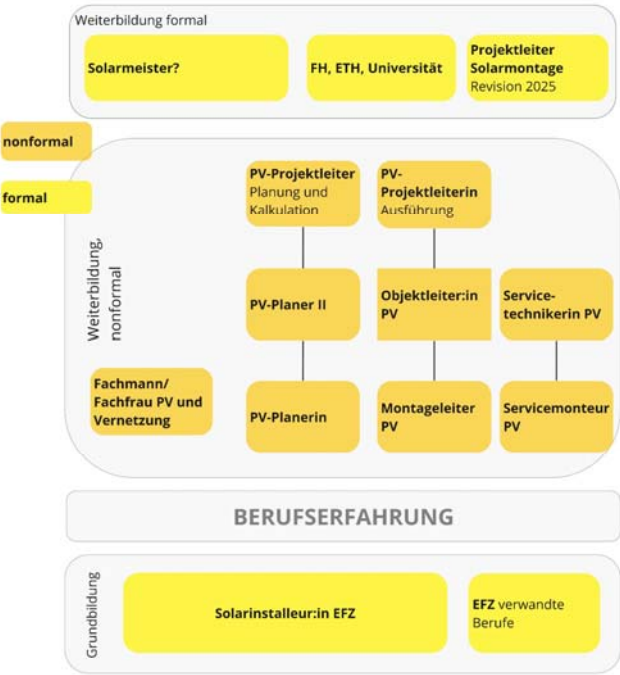 Weiterbildung formal
Solarmeister?
FH, ETH, Universität
Projektleiter
Solarmontage
Revision 2025
nonformal
formal
Weiterbildung,
nonformal
PV-Projektleiter
Planung und
Kalkulation
PV-
Projektleiterin
Ausführung
PV-Planer II
Objektleiter:in
PV
Service-
technikerin PV
Fachmann/
Fachfrau PV und
Vernetzung
PV-Planerin
Montageleiter
PV
Servicemonteur
PV
BERUFSERFAHRUNG
Grundbildung
Solarinstalleur:in EFZ
EFZ verwandte
Berufe